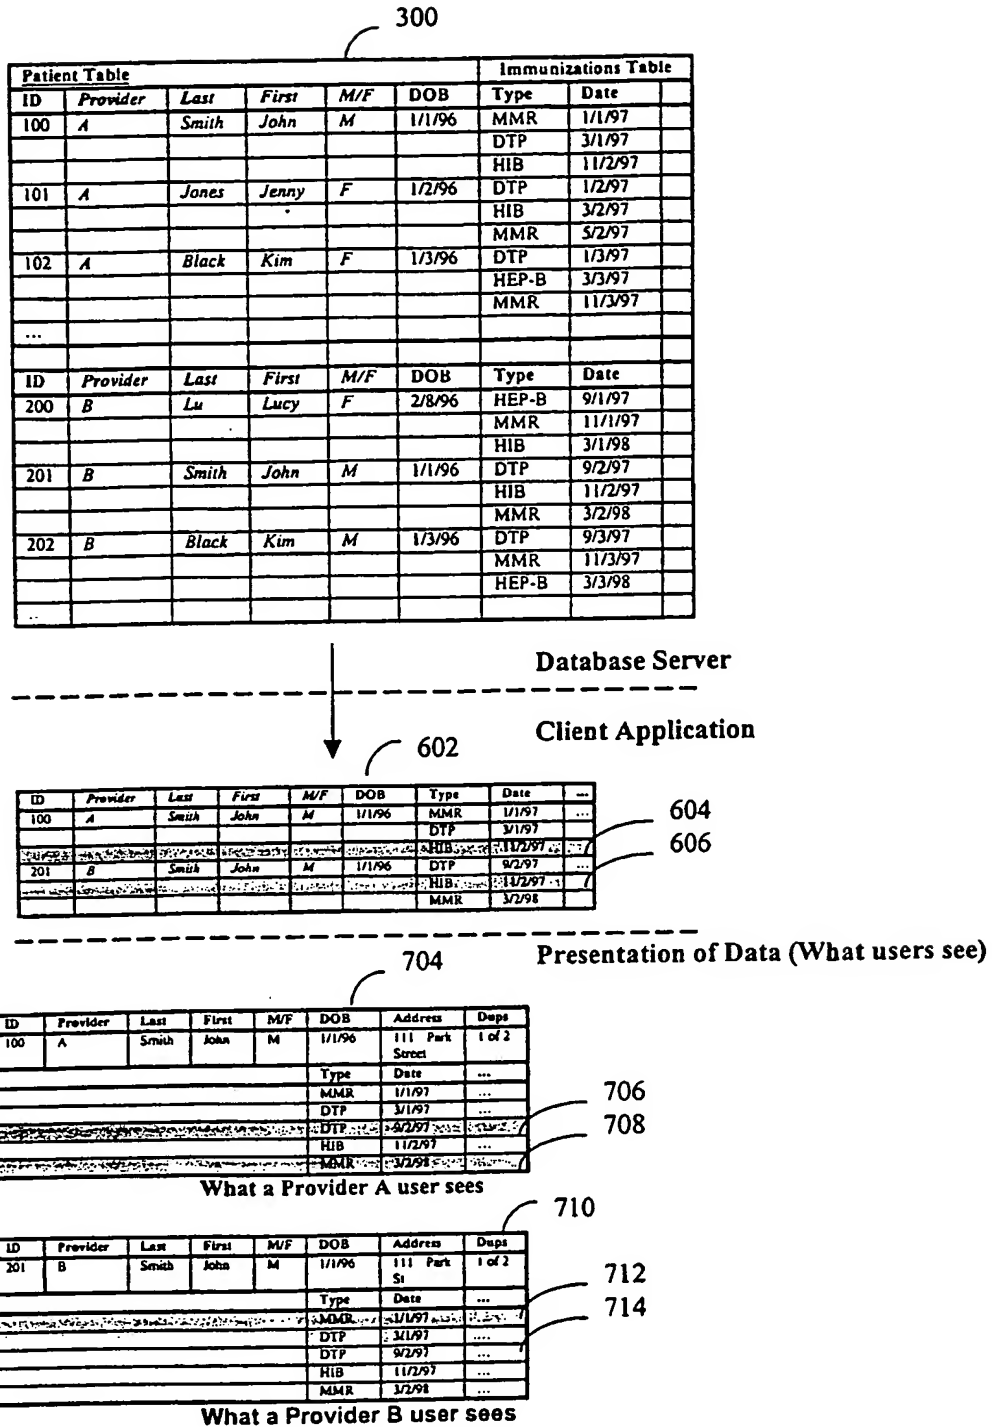 300
Patient Table Immunizations Table
ID Provider Last First M/F DOB Type Date
100 A Smith John M 1/1/96 MMR 1/1/97
DTP 3/1/97
HIB 11/2/97
101 A Jones Jenny F 1/2/96 DTP 1/2/97
HIB 3/2/97
MMR 5/2/97
102 A Black Kim F 1/3/96 DTP 1/3/97
HEP-B 3/3/97
MMR 11/3/97
...
ID Provider Last First M/F DOB Type Date
200 B Lu Lucy F 2/8/96 HEP-B 9/1/97
MMR 11/1/97
HIB 3/1/98
201 B Smith John M 1/1/96 DTP 9/2/97
HIB 11/2/97
MMR 3/2/98
202 B Black Kim M 1/3/96 DTP 9/3/97
MMR 11/3/97
HEP-B 3/3/98
..
Database Server
Client Application
602
ID Provider Last First M/F DOB Type Date ...
100 A Smith John M 1/1/96 MMR 1/1/97 ...
DTP 3/1/97
HIB 11/2/97
604
201 B Smith John M 1/1/96 DTP 9/2/97 ...
606
HIB 11/2/97
MMR 3/2/98
Presentation of Data (What users see)
704
ID Provider Last First M/F DOB Address Dups
100 A Smith John M 1/1/96 111 Park 1 of 2
Street
Type Date ...
MMR 1/1/97 ...
DTP 3/1/97 ...
DTP 9/2/97
706
HIB 11/2/97 ...
708
MMR 3/2/98
What a Provider A user sees
710
ID Provider Last First M/F DOB Address Dups
201 B Smith John M 1/1/96 111 Park 1 of 2
St
Type Date ...
712
MMR 1/1/97
DTP 3/1/97 ....
714
DTP 9/2/97 ...
HIB 11/2/97 ...
MMR 3/2/98 ...
What a Provider B user sees